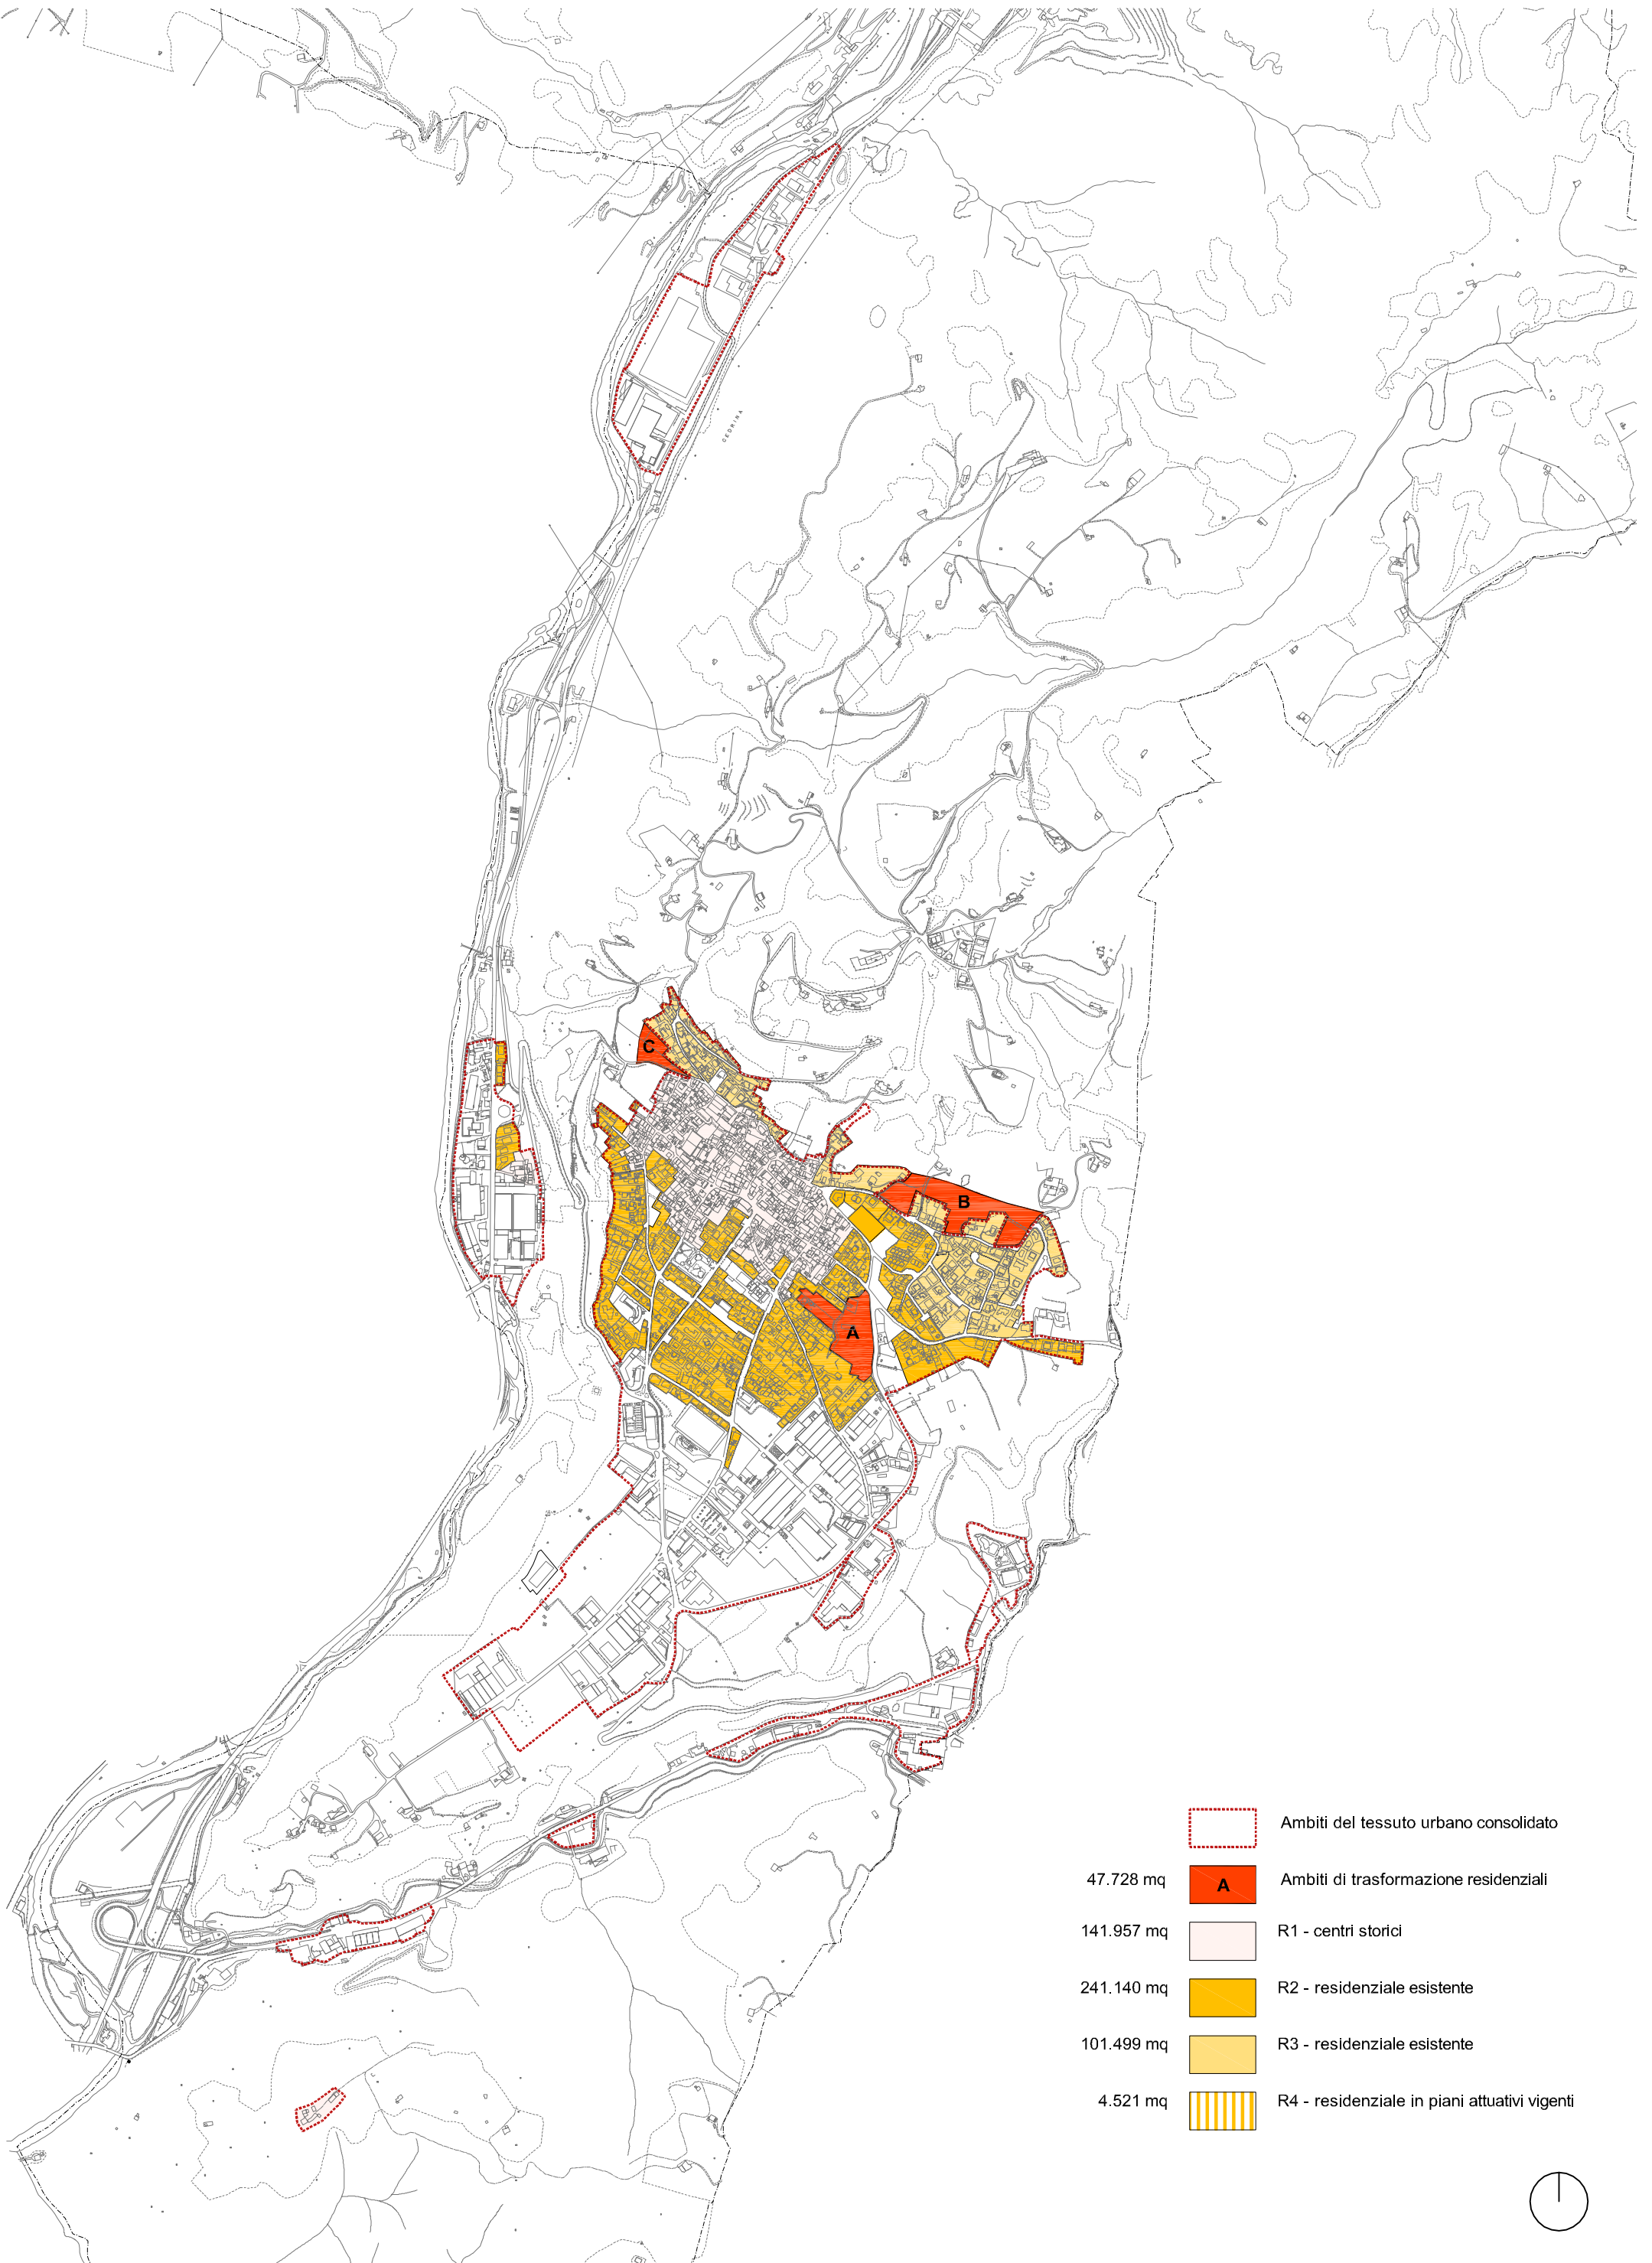 CEDRINA
C
B
A
Ambiti del tessuto urbano consolidato
47.728 mq A Ambiti di trasformazione residenziali
141.957 mq R1 - centri storici
241.140 mq R2 - residenziale esistente
101.499 mq R3 - residenziale esistente
4.521 mq R4 - residenziale in piani attuativi vigenti